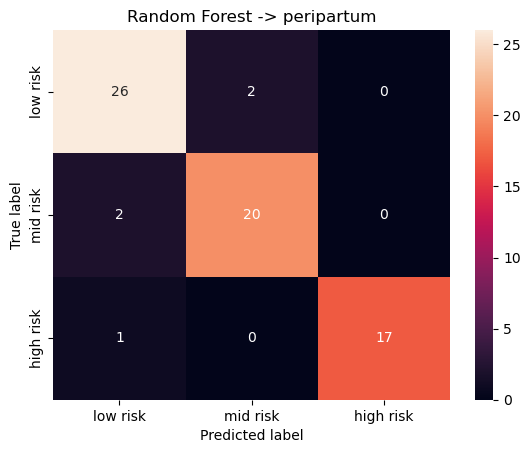 Random Forest -> peripartum
True label
low risk
mid risk
high risk
26 2 0
2 20 0
1 0 17
low risk mid risk high risk
Predicted label
25
20
15
10
5
0